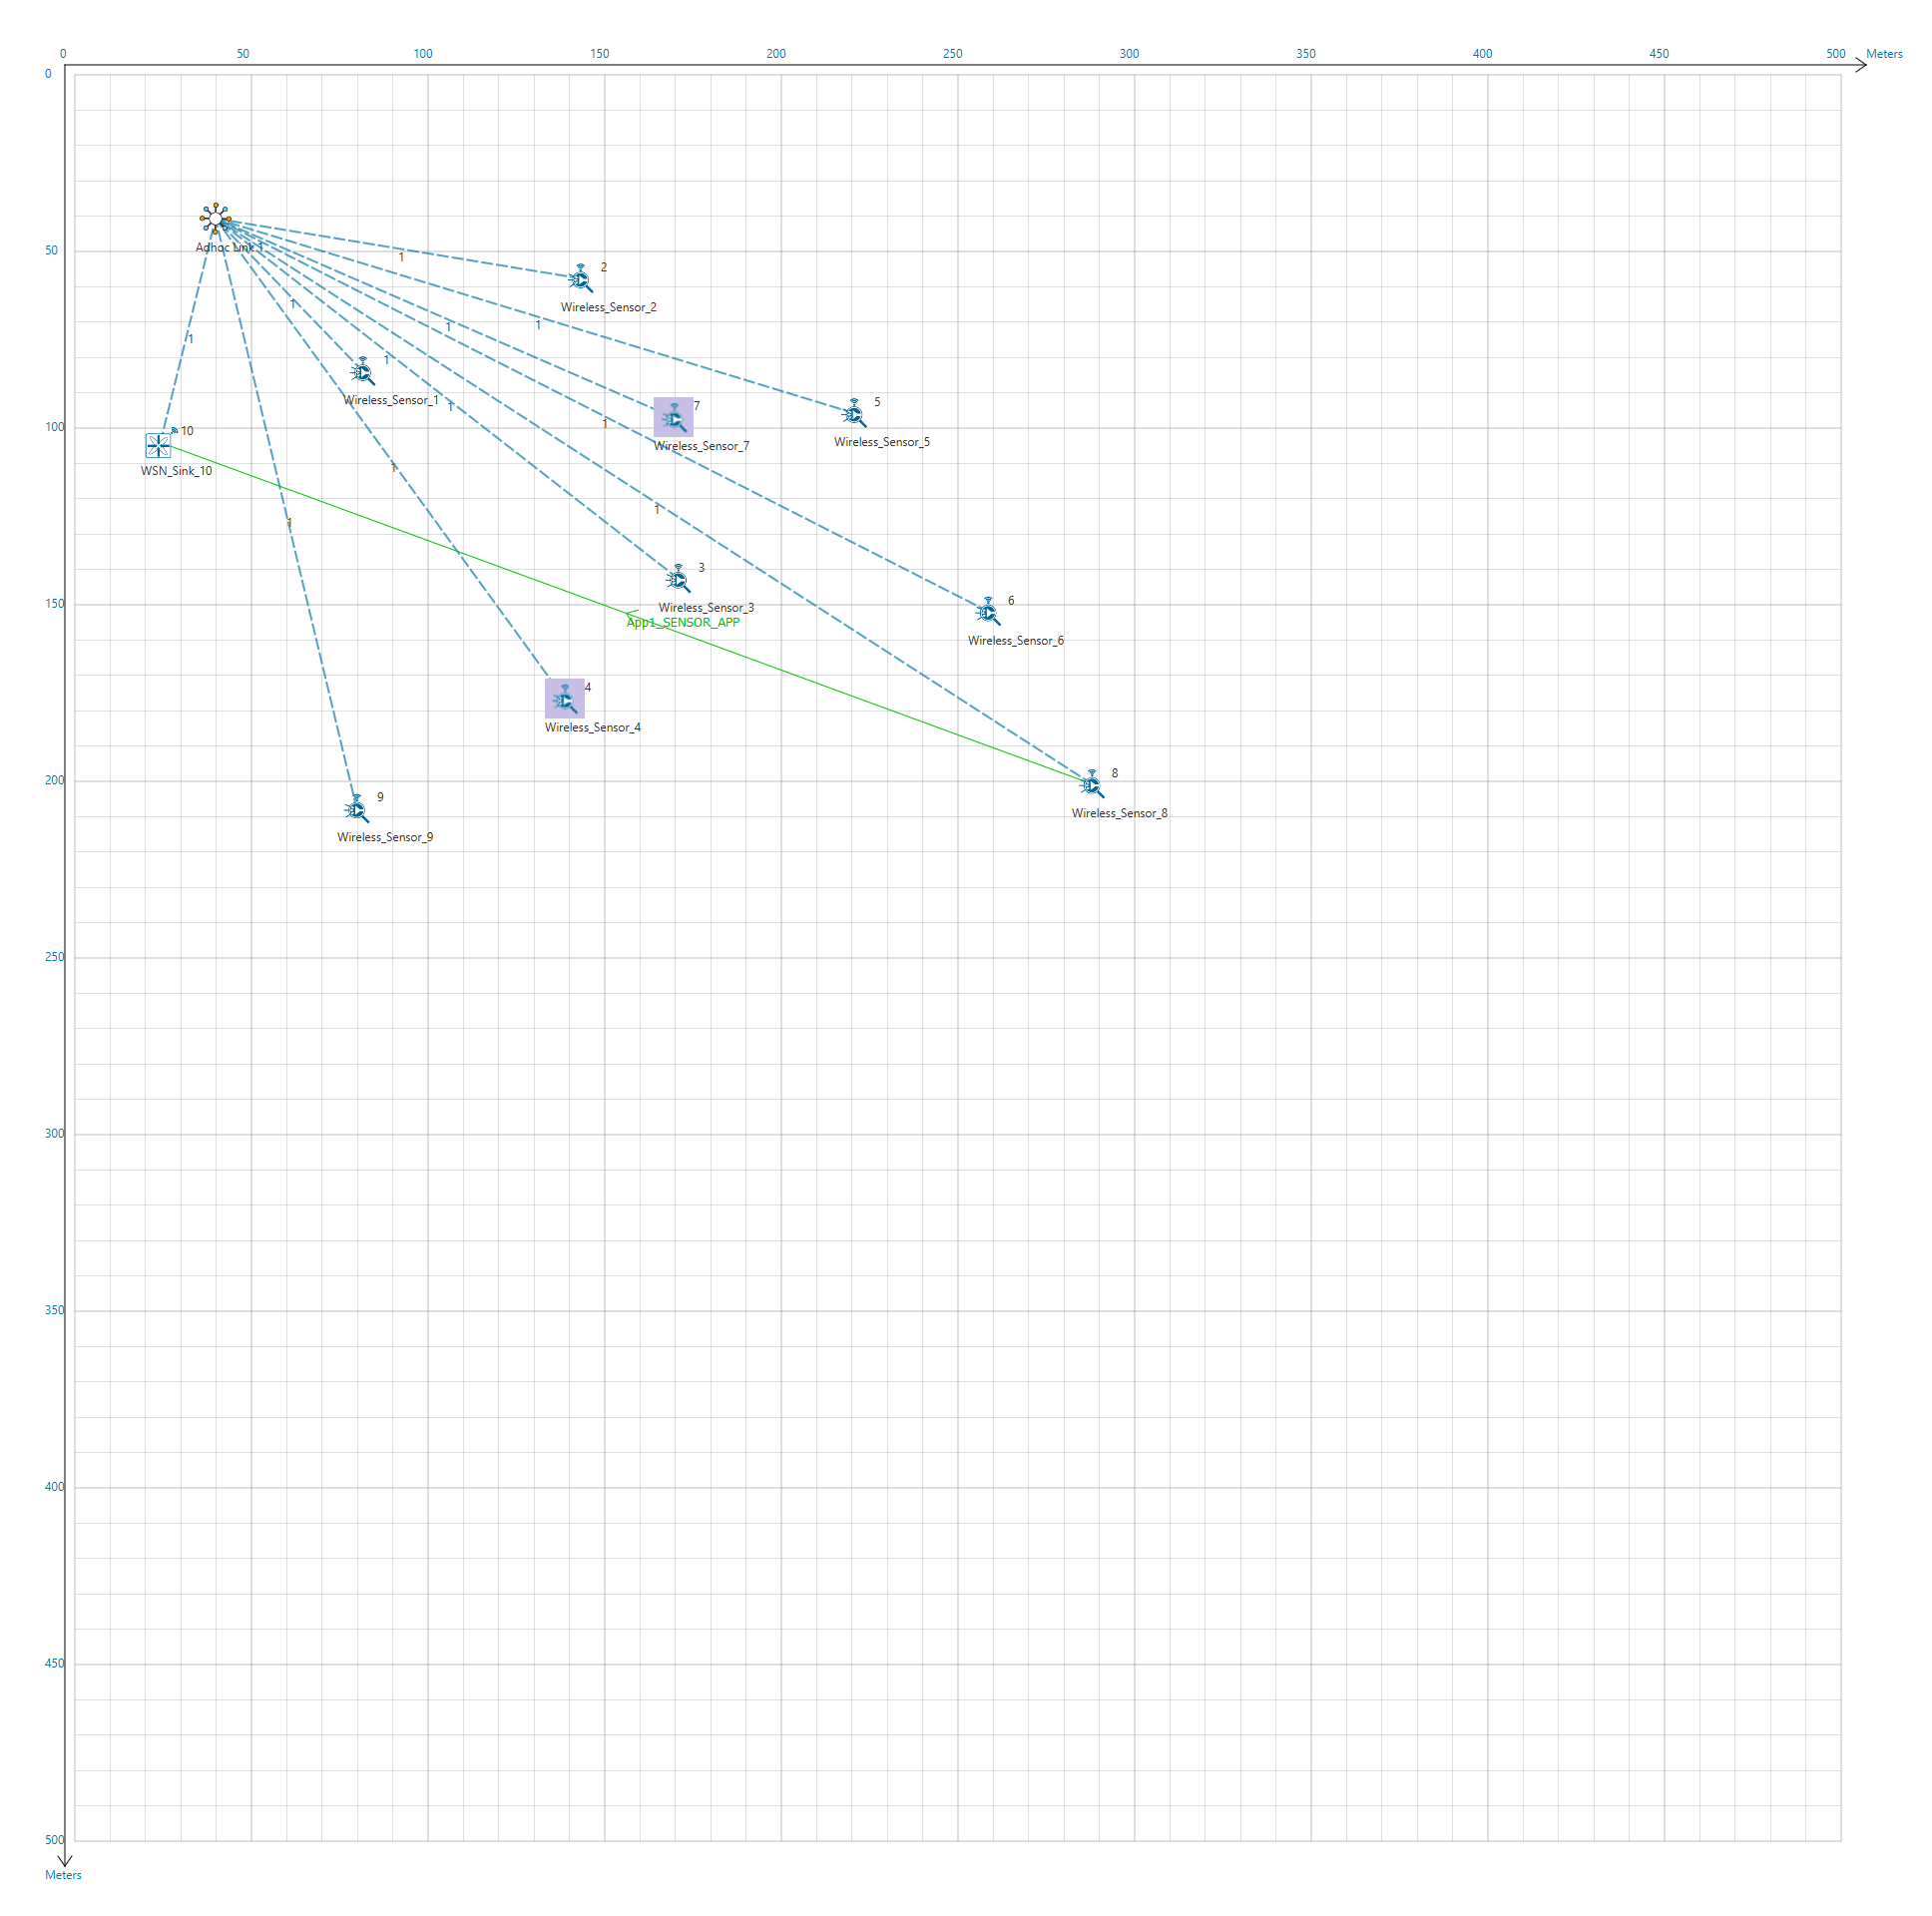 0 50 100 150 200 250 300 350 400 450 500 Meters
0
50
100
150
200
250
300
350
400
450
500
Meters
Adhoc Link 1
1
2
Wireless_Sensor_2
1
1
1
1
1
Wireless_Sensor_1
1
7
Wireless_Sensor_7
5
Wireless_Sensor_5
1
10
WSN_Sink_10
1
1
1
3
Wireless_Sensor_3
App1_SENSOR_APP
6
Wireless_Sensor_6
4
Wireless_Sensor_4
8
Wireless_Sensor_8
9
Wireless_Sensor_9